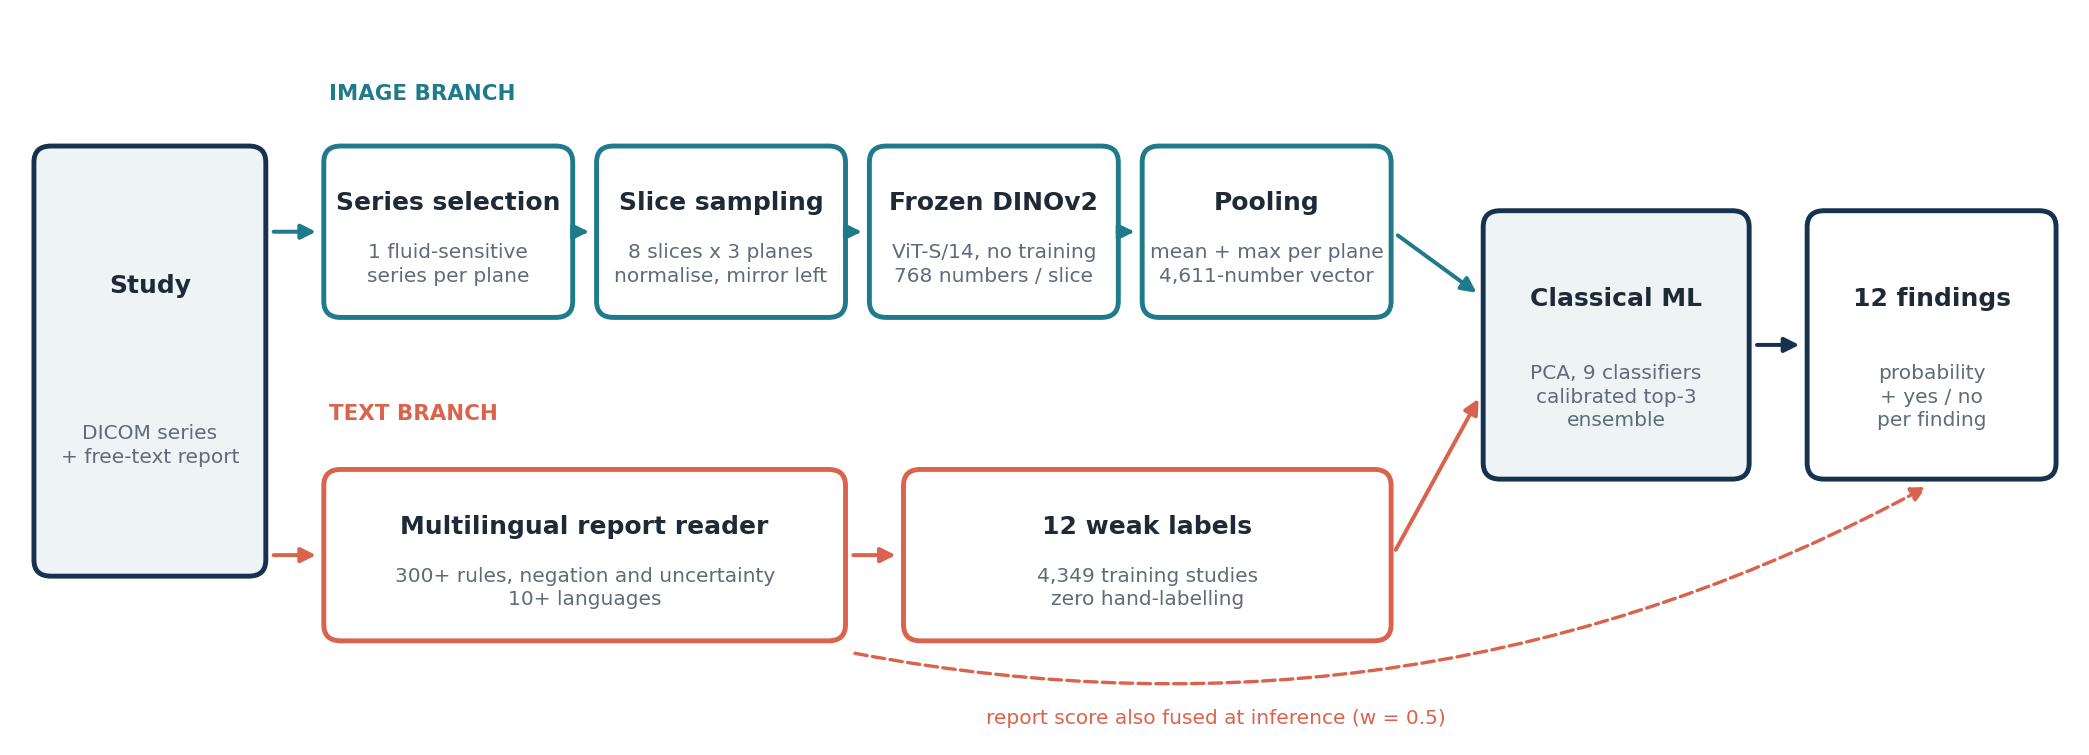 IMAGE BRANCH
Study
DICOM series
+ free-text report
Series selection
1 fluid-sensitive
series per plane
Slice sampling
8 slices x 3 planes
normalise, mirror left
Frozen DINOv2
ViT-S/14, no training
768 numbers / slice
Pooling
mean + max per plane
4,611-number vector
Classical ML
PCA, 9 classifiers
calibrated top-3
ensemble
12 findings
probability
+ yes / no
per finding
TEXT BRANCH
Multilingual report reader
300+ rules, negation and uncertainty
10+ languages
12 weak labels
4,349 training studies
zero hand-labelling
report score also fused at inference (w = 0.5)